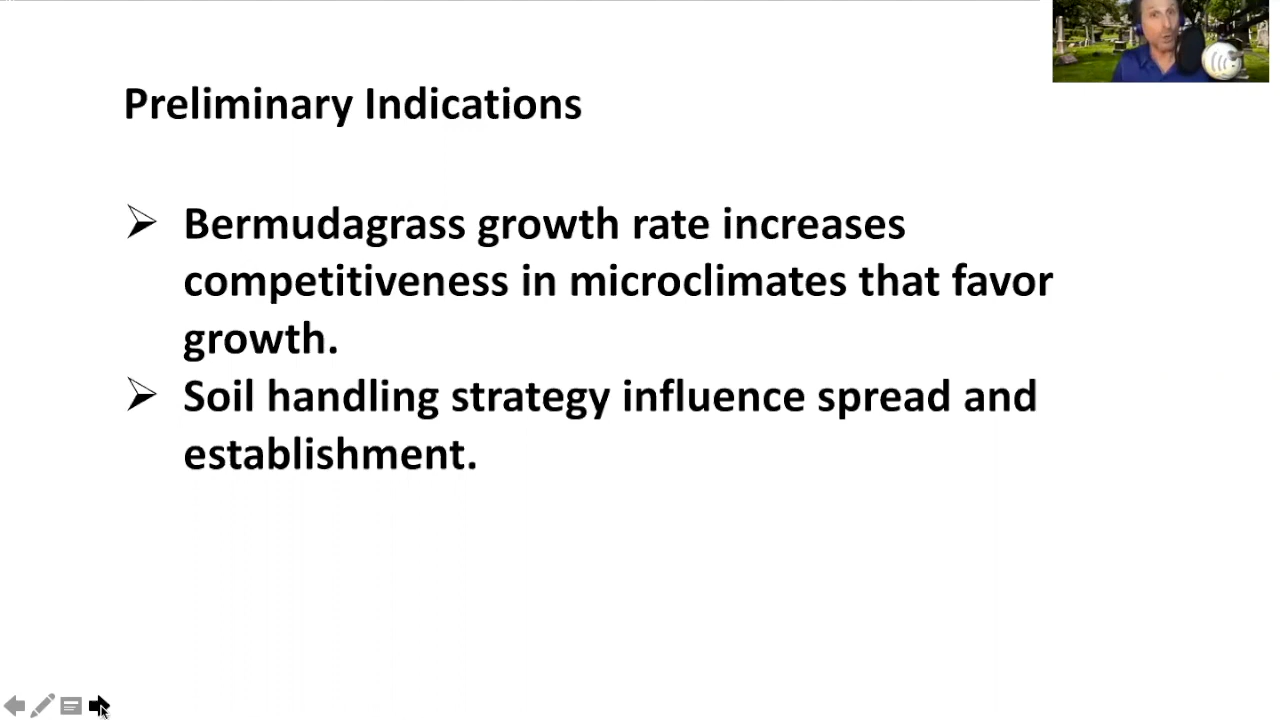 Preliminary Indications
Bermudagrass growth rate increases
competitiveness in microclimates that favor
growth.
Soil handling strategy influence spread and
establishment.